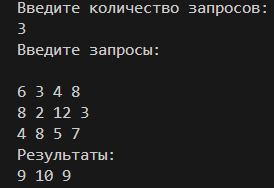 Введите количество запросов:
3
Введите запросы:
6 3 4 8
8 2 12 3
4 8 5 7
Результаты:
9 10 9